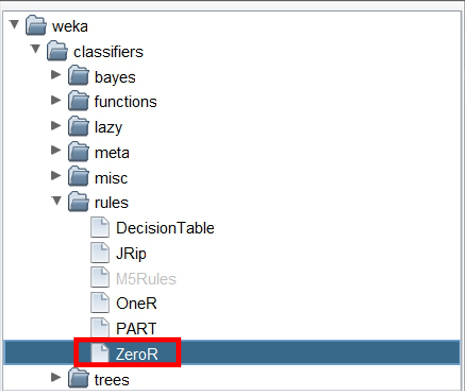 weka
classifiers
bayes
functions
lazy
meta
misc
rules
DecisionTable
JRip
M5Rules
OneR
PART
ZeroR
trees